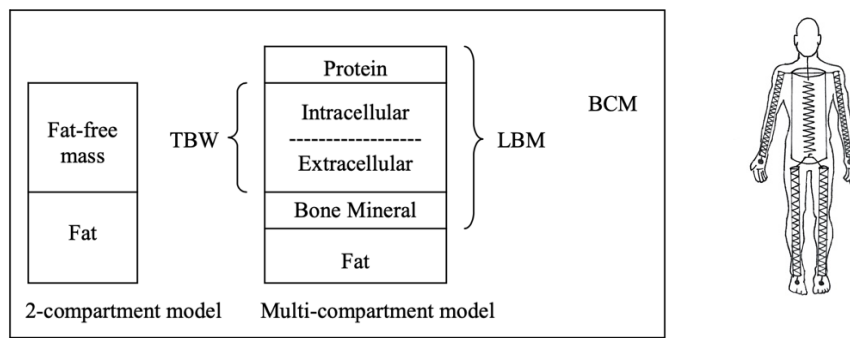 Fat-free
mass
Fat
2-compartment model
TBW
Protein
Intracellular
Extracellular
Bone Mineral
Fat
Multi-compartment model
LBM
BCM